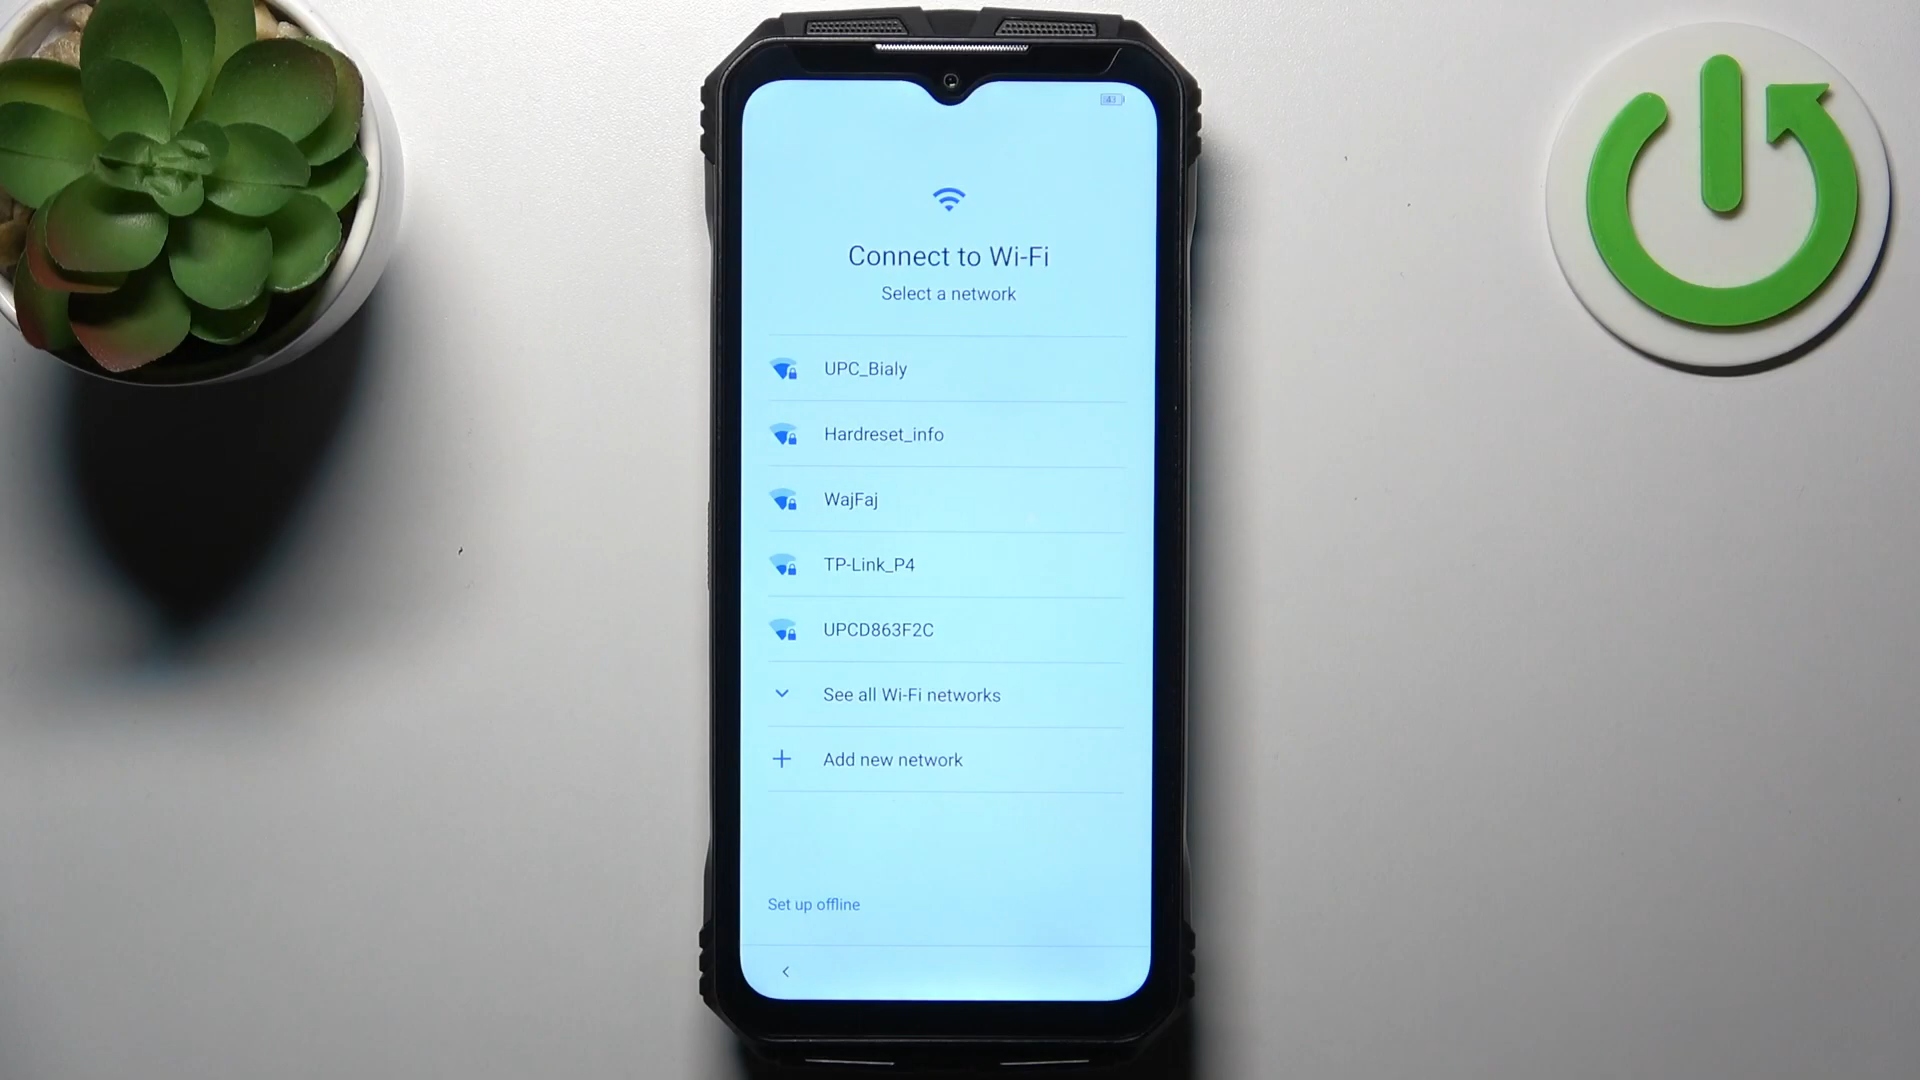 43
Connect to Wi-Fi
Select a network
UPC_Bialy
Hardreset_info
WajFaj
TP-Link_P4
UPCD863F2C
See all Wi-Fi networks
Add new network
Set up offline